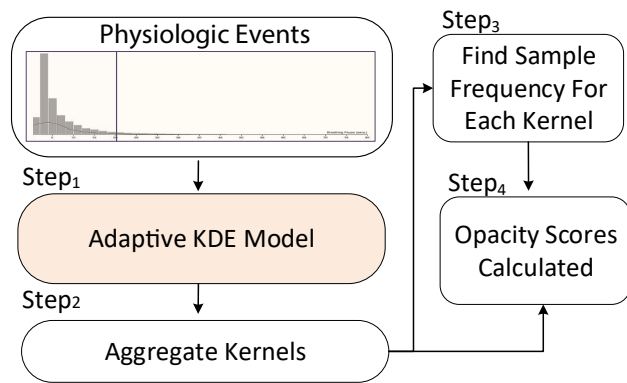 Physiologic Events
Step1
Adaptive KDE Model
Step2
Aggregate Kernels
Step3
Find Sample
Frequency For
Each Kernel
Step4
Opacity Scores
Calculated